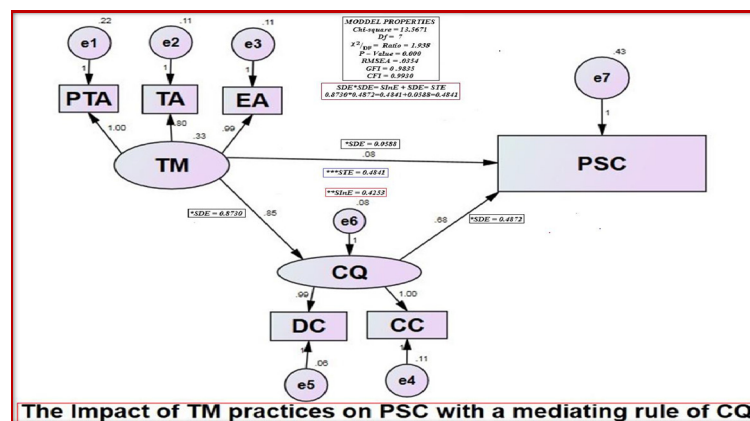 MODDEL PROPERTIES
Chi-square = 13.5671
Df = 7
χ²/DF = Ratio = 1.938
P - Value = 0.000
RMSEA = .0354
GFI = .9835
CFI = .9930
SDE*SDE= SInE + SDE= STE
0.8730*0.4872=0.4841+0.0588=0.4841
.22
.11
.11
.43
e1
e2
e3
e7
1
1
1
1
PTA
TA
EA
PSC
1.00
.80
.99
.33
TM
*SDE = 0.0588
.08
***STE = 0.4841
**SInE = 0.4253
*SDE = 0.8730
.85
.08
e6
1
.68
*SDE = 0.4872
CQ
.99
1.00
DC
CC
1
1
.06
.11
e5
e4
The Impact of TM practices on PSC with a mediating rule of CQ